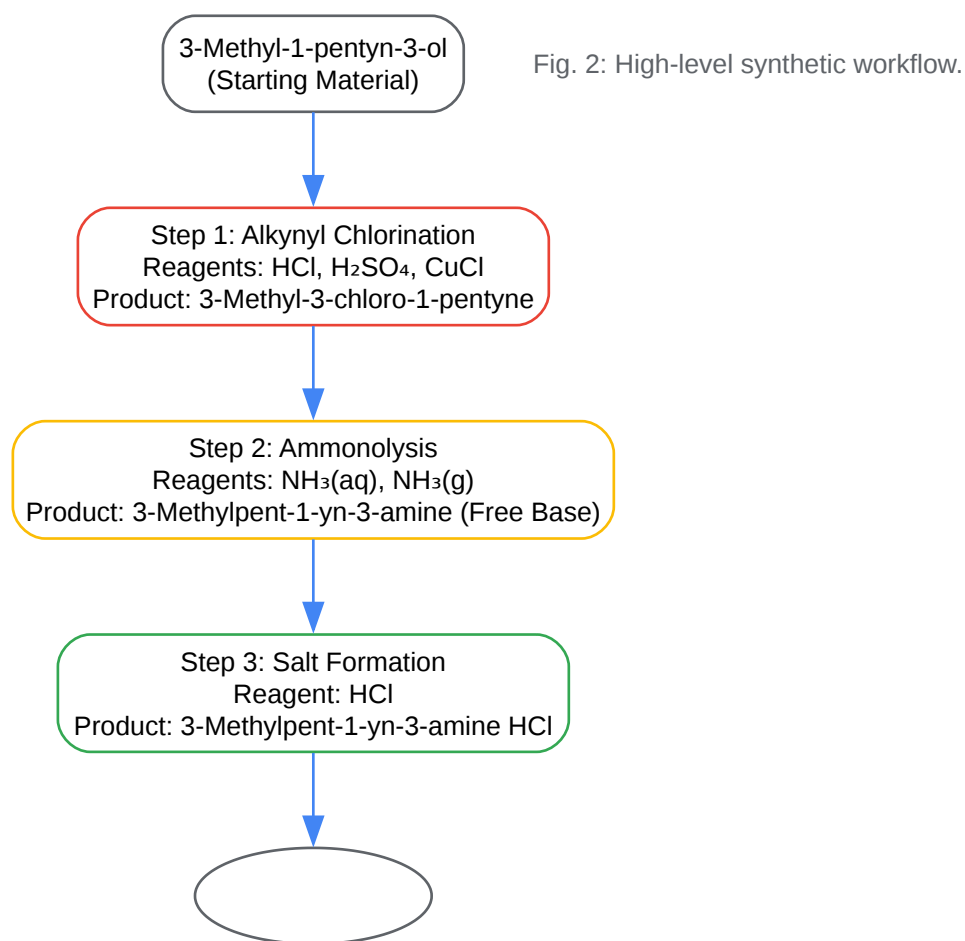 3-Methyl-1-pentyn-3-ol
(Starting Material)
Fig. 2: High-level synthetic workflow.
Step 1: Alkynyl Chlorination
Reagents: HCl, H₂SO₄, CuCl
Product: 3-Methyl-3-chloro-1-pentyne
Step 2: Ammonolysis
Reagents: NH₃(aq), NH₃(g)
Product: 3-Methylpent-1-yn-3-amine (Free Base)
Step 3: Salt Formation
Reagent: HCl
Product: 3-Methylpent-1-yn-3-amine HCl